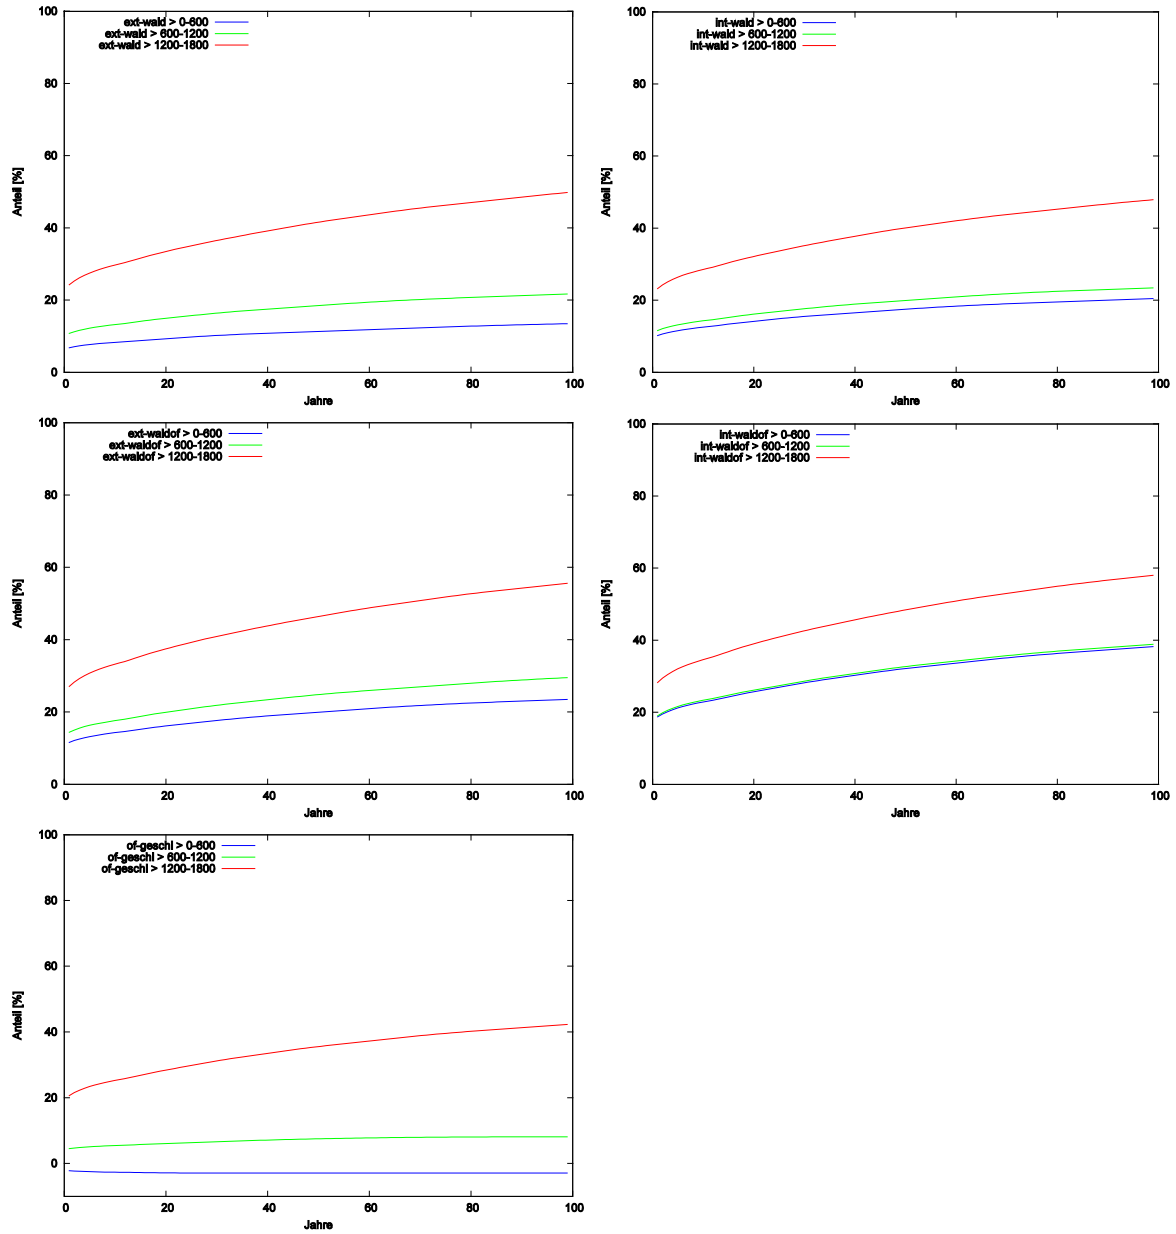 ext-wald > 0-600
ext-wald > 600-1200
ext-wald > 1200-1800
100
80
60
40
20
0
Anteil [%]
0 20 40 60 80 100
Jahre
int-wald > 0-600
int-wald > 600-1200
int-wald > 1200-1800
100
80
60
40
20
0
Anteil [%]
0 20 40 60 80 100
Jahre
ext-waldof > 0-600
ext-waldof > 600-1200
ext-waldof > 1200-1800
100
80
60
40
20
0
Anteil [%]
0 20 40 60 80 100
Jahre
int-waldof > 0-600
int-waldof > 600-1200
int-waldof > 1200-1800
100
80
60
40
20
0
Anteil [%]
0 20 40 60 80 100
Jahre
of-geschl > 0-600
of-geschl > 600-1200
of-geschl > 1200-1800
100
80
60
40
20
0
Anteil [%]
0 20 40 60 80 100
Jahre